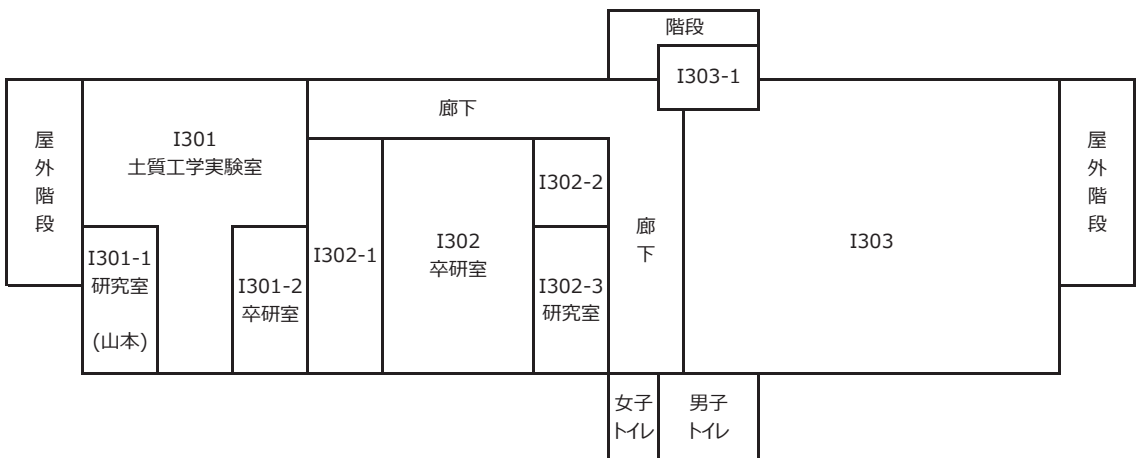 階段
I303-1
廊下
屋外階段
I301
土質工学実験室
I302-2
屋外階段
廊下
I302
卒研室
I303
I302-1
I301-1
研究室
(山本)
I301-2
卒研室
I302-3
研究室
女子
トイレ
男子
トイレ